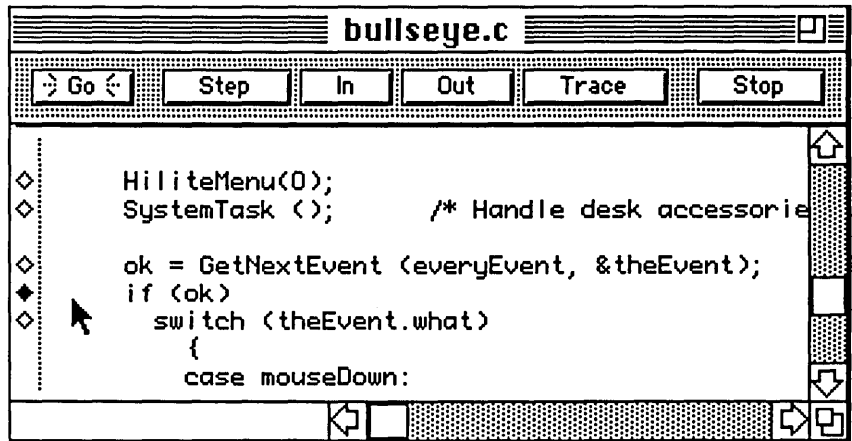 bullseye.c
Go Step In Out Trace Stop
HiliteMenu(0);
SystemTask (); /* Handle desk accessorie
ok = GetNextEvent (everyEvent, &theEvent);
if (ok)
switch (theEvent.what)
{
case mouseDown: